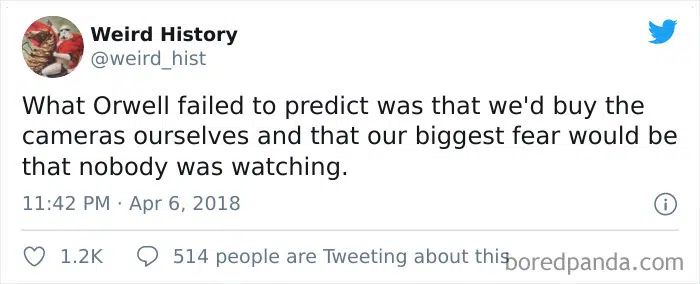 Weird History
@weird_hist
What Orwell failed to predict was that we'd buy the
cameras ourselves and that our biggest fear would be
that nobody was watching.
11:42 PM · Apr 6, 2018
1.2K 514 people are Tweeting about this
boredpanda.com